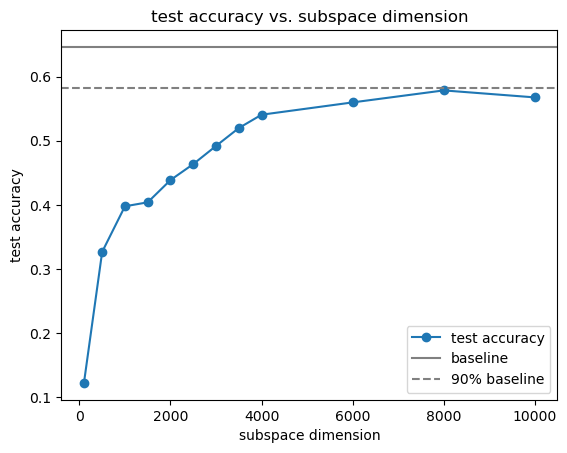 test accuracy vs. subspace dimension
0.6
0.5
0.4
0.3
0.2
0.1
test accuracy
test accuracy
baseline
90% baseline
0
2000
4000
6000
8000
10000
subspace dimension